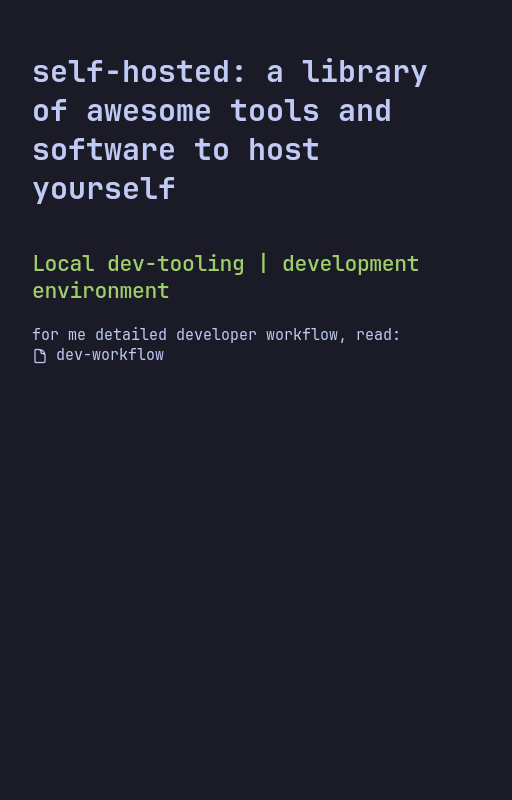 self-hosted: a library
of awesome tools and
software to host
yourself
Local dev-tooling | development
environment
for me detailed developer workflow, read:
dev-workflow